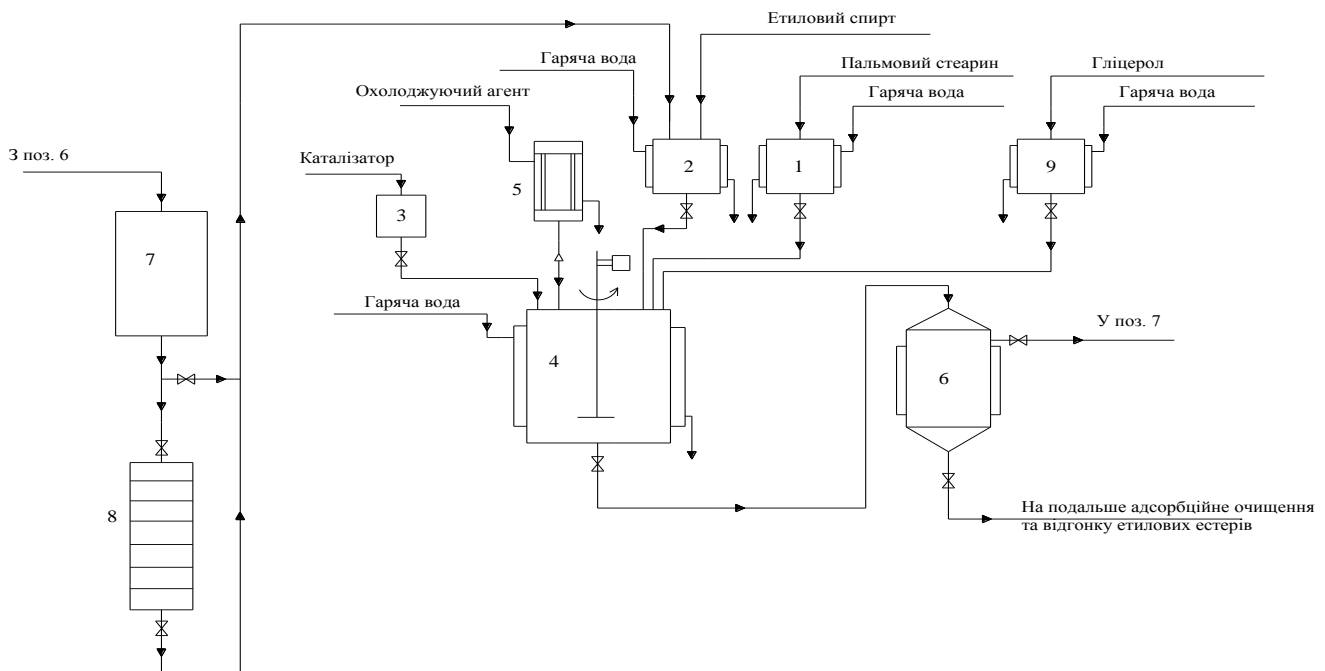 Етиловий спирт
Гаряча вода
Пальмовий стеарин
Гліцерол
Охолоджуючий агент
Гаряча вода
Гаряча вода
З поз. 6
Каталізатор
2
1
9
5
3
7
Гаряча вода
У поз. 7
4
6
8
На подальше адсорбційне очищення
та відгонку етилових естерів